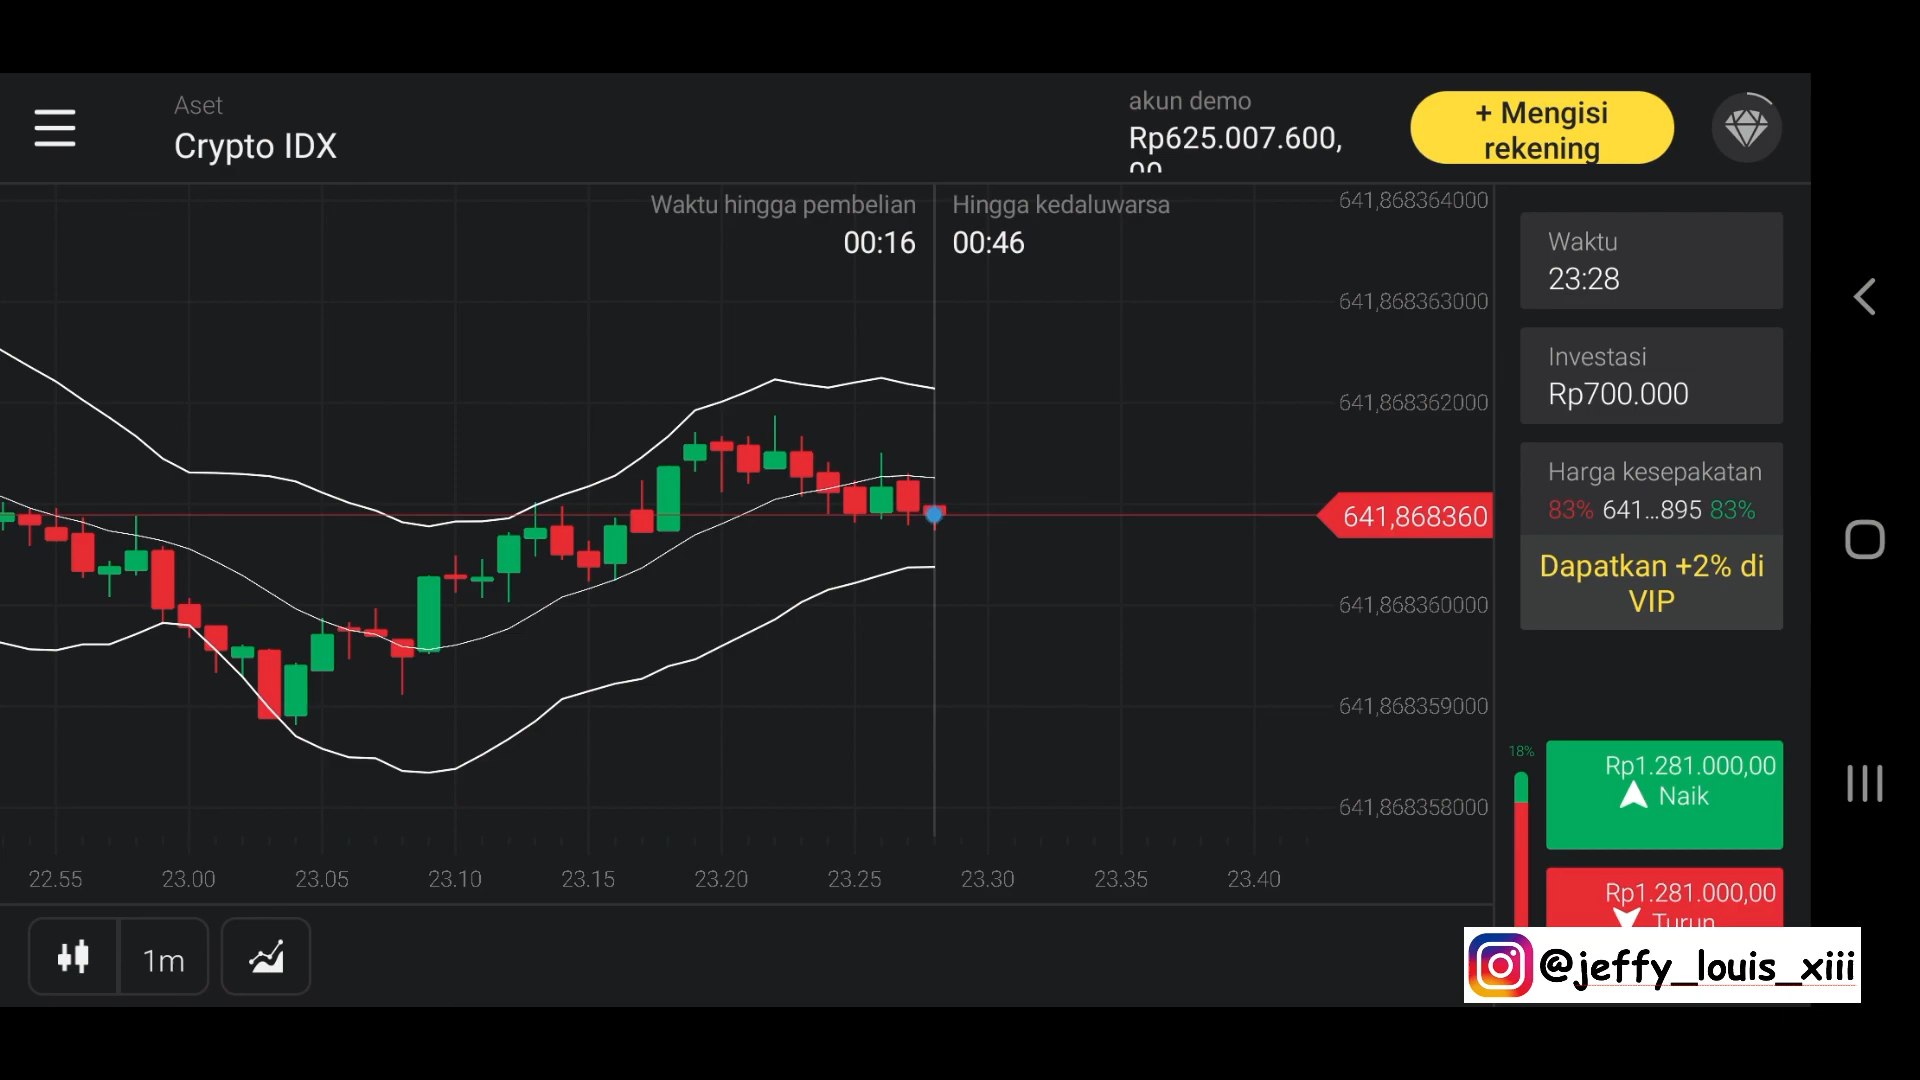 Aset
Crypto IDX
akun demo
Rp625.007.600,
00
+ Mengisi
rekening
Waktu hingga pembelian
00:16
Hingga kedaluwarsa
00:46
641,868364000
641,868363000
641,868362000
641,868360
641,868360000
641,868359000
641,868358000
22.55
23.00
23.05
23.10
23.15
23.20
23.25
23.30
23.35
23.40
1m
Waktu
23:28
Investasi
Rp700.000
Harga kesepakatan
83% 641...895 83%
Dapatkan +2% di
VIP
18%
Rp1.281.000,00
Naik
Rp1.281.000,00
Turun
@jeffy_louis_xiii